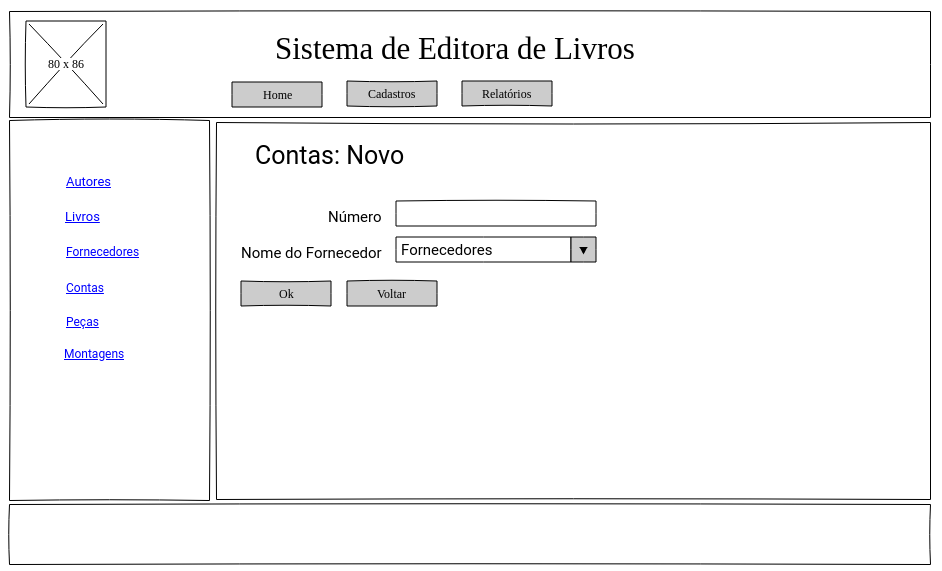 80 x 86
Sistema de Editora de Livros
Home Cadastros Relatórios
Autores
Livros
Fornecedores
Contas
Peças
Montagens
Contas: Novo
Número
Nome do Fornecedor Fornecedores
Ok Voltar